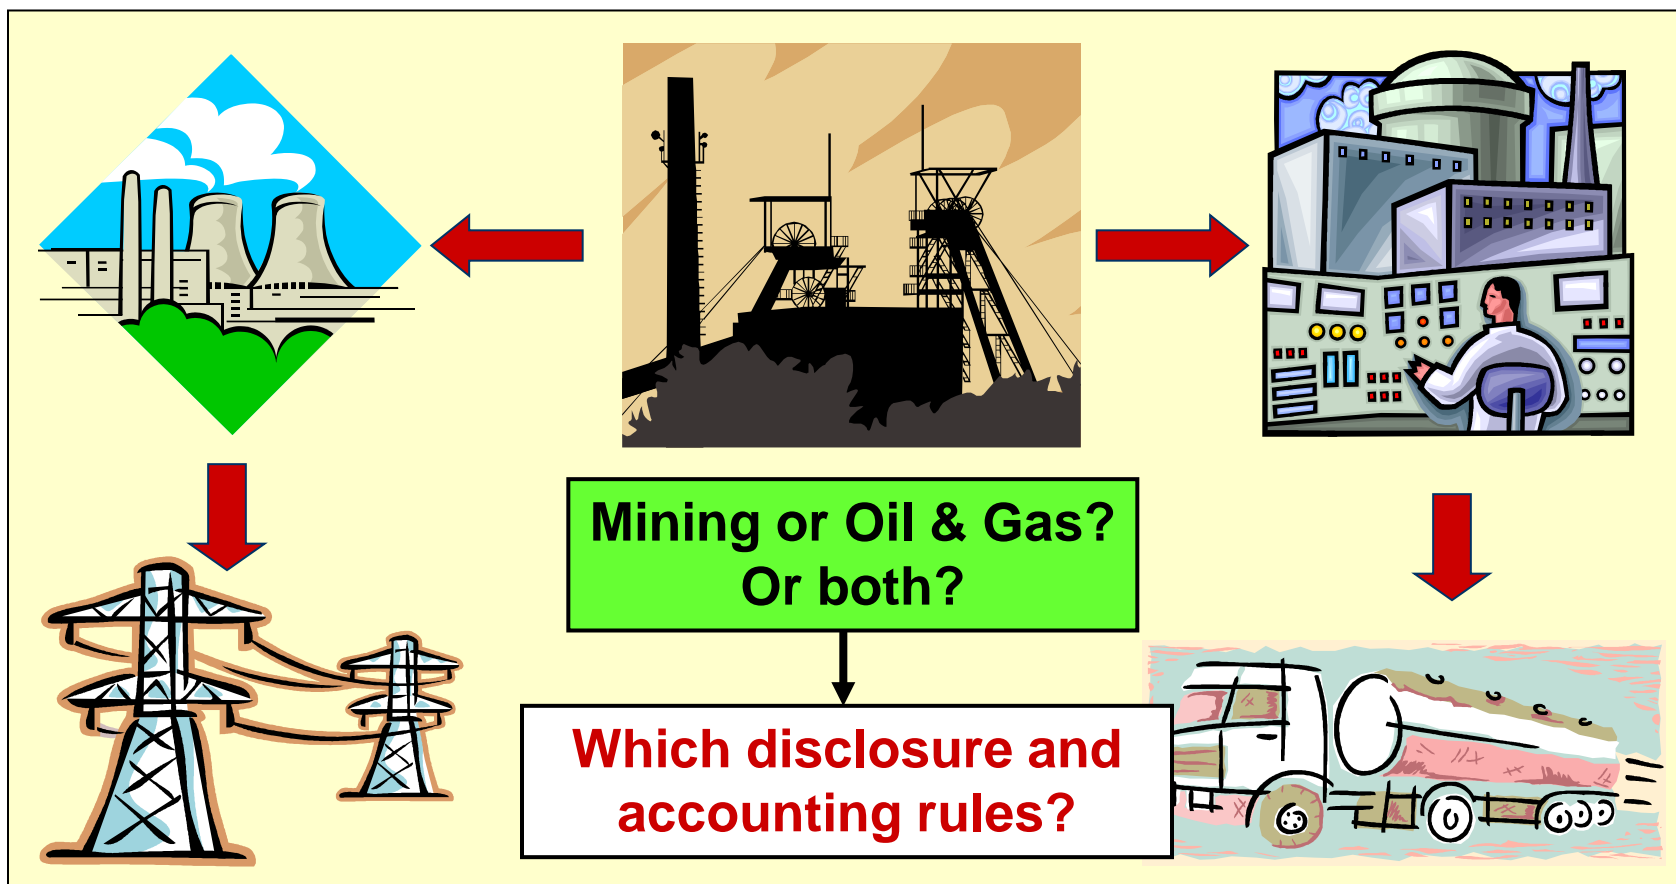 Mining or Oil & Gas?
Or both?
Which disclosure and
accounting rules?